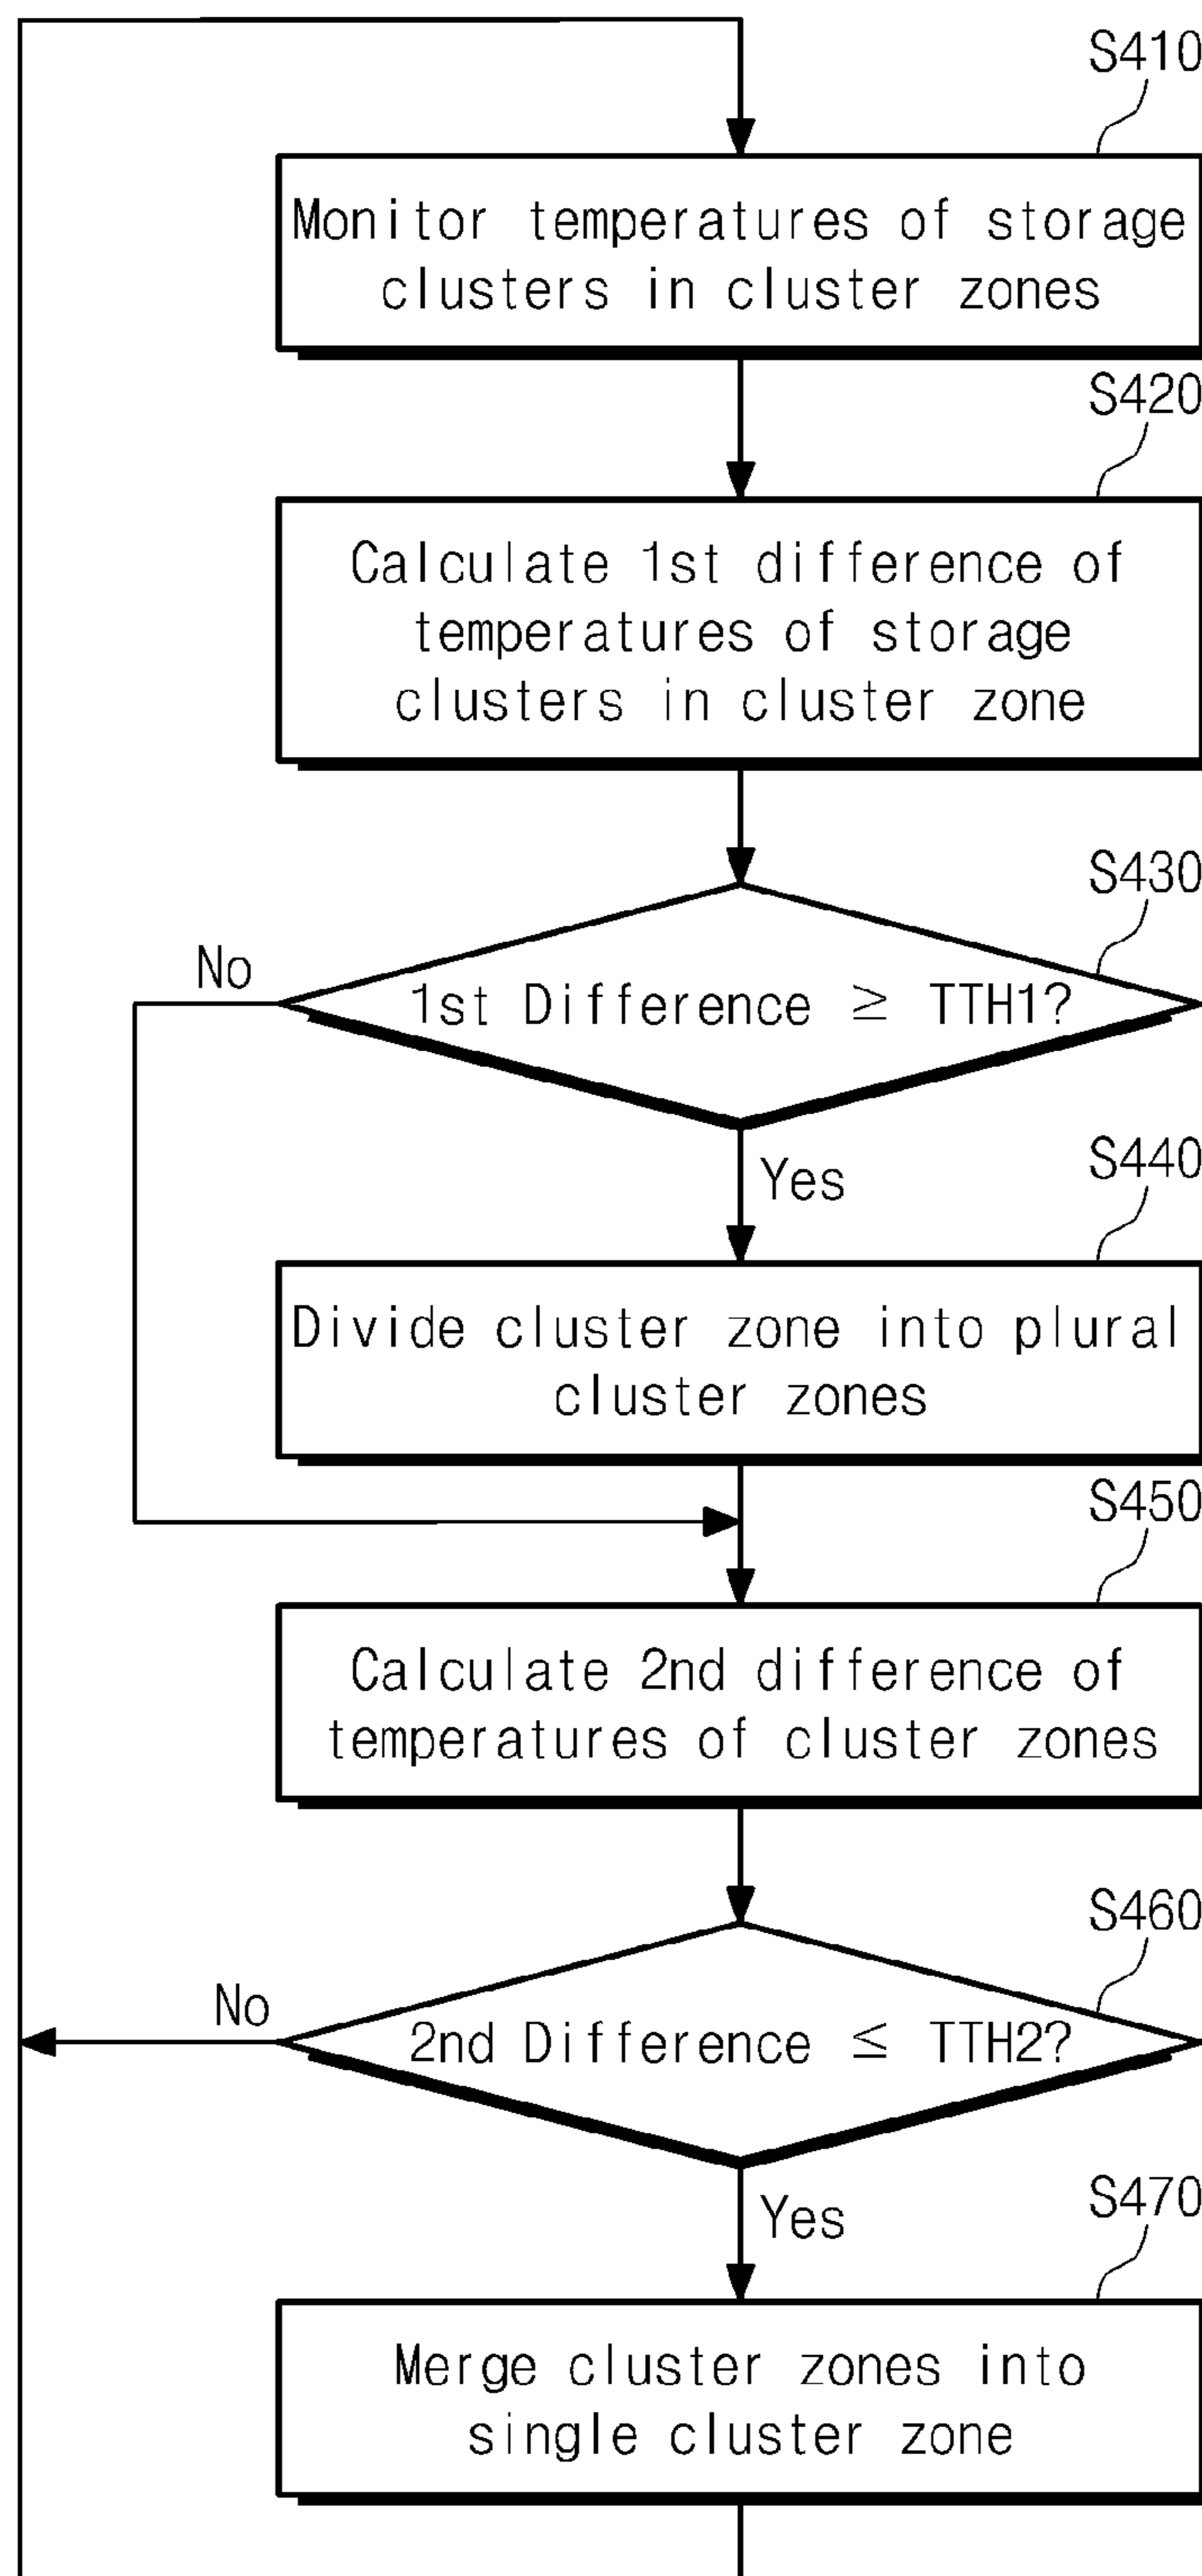 S410
Monitor temperatures of storage
clusters in cluster zones
S420
Calculate 1st difference of
temperatures of storage
clusters in cluster zone
S430
No
1st Difference ≥ TTH1?
Yes
S440
Divide cluster zone into plural
cluster zones
S450
Calculate 2nd difference of
temperatures of cluster zones
S460
No
2nd Difference ≤ TTH2?
Yes
S470
Merge cluster zones into
single cluster zone